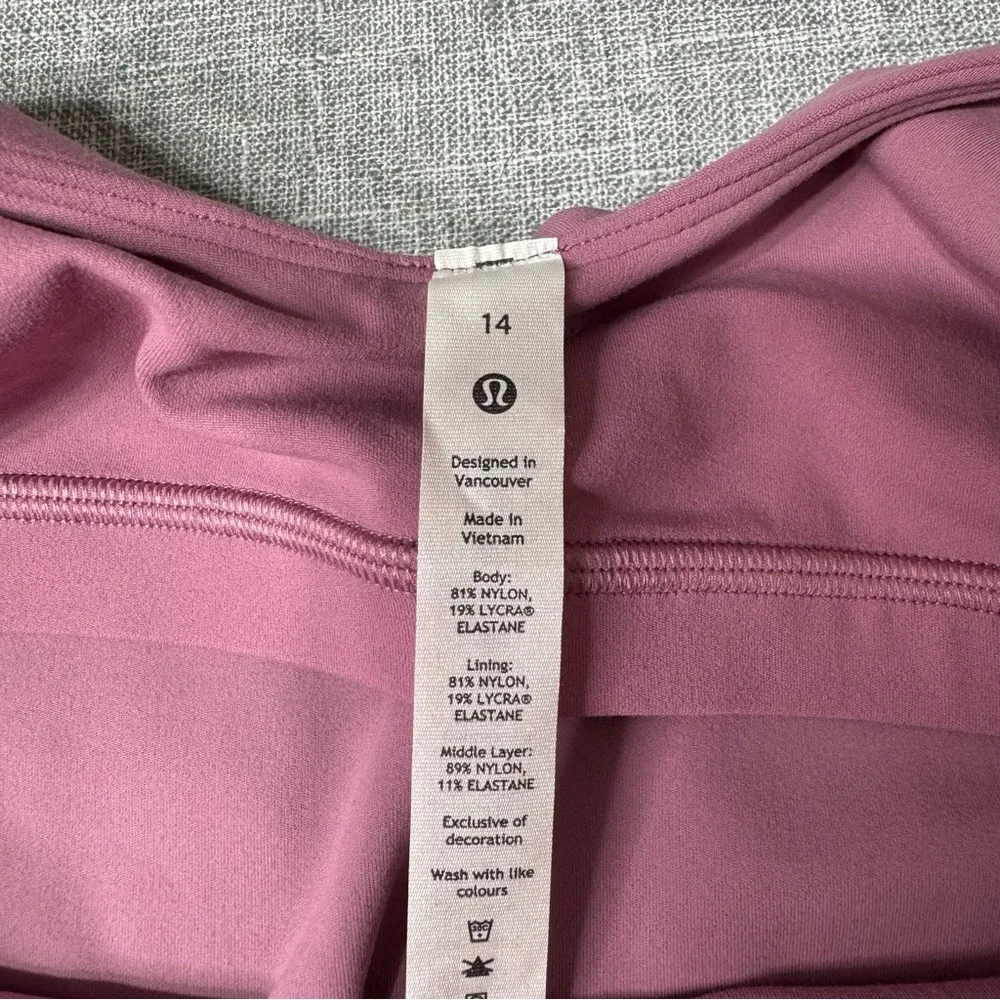 14
Designed in
Vancouver
Made in
Vietnam
Body:
81% NYLON,
19% LYCRA®
ELASTANE
Lining:
81% NYLON,
19% LYCRA®
ELASTANE
Middle Layer:
89% NYLON,
11% ELASTANE
Exclusive of
decoration
Wash with like
colours
30C